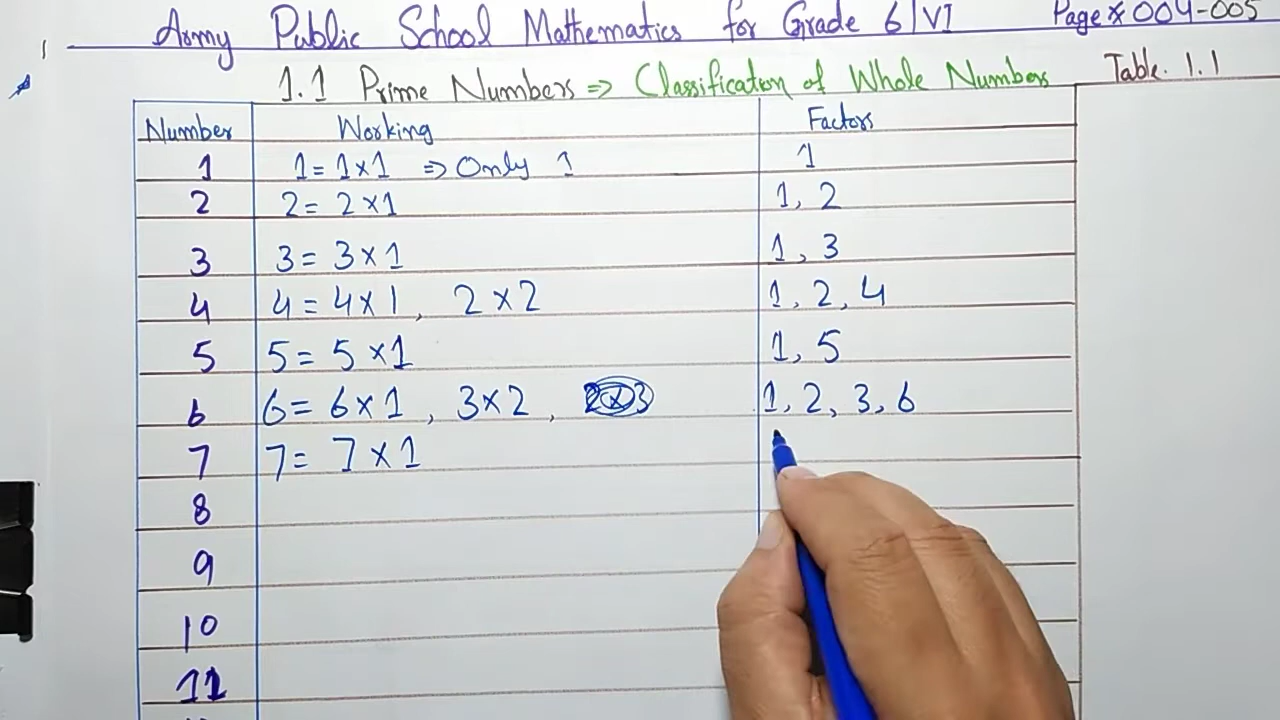 Army Public School Mathematics for Grade 6/VI Page * 004-005
1.1 Prime Numbers ⇒ Classification of Whole Numbers Table. 1.1
Number Working Factors
1 1 = 1×1 ⇒ Only 1 1
2 2 = 2×1 1, 2
3 3 = 3×1 1, 3
4 4 = 4×1, 2×2 1, 2, 4
5 5 = 5×1 1, 5
6 6 = 6×1, 3×2, 1, 2, 3, 6
7 7 = 7×1
8
9
10
11